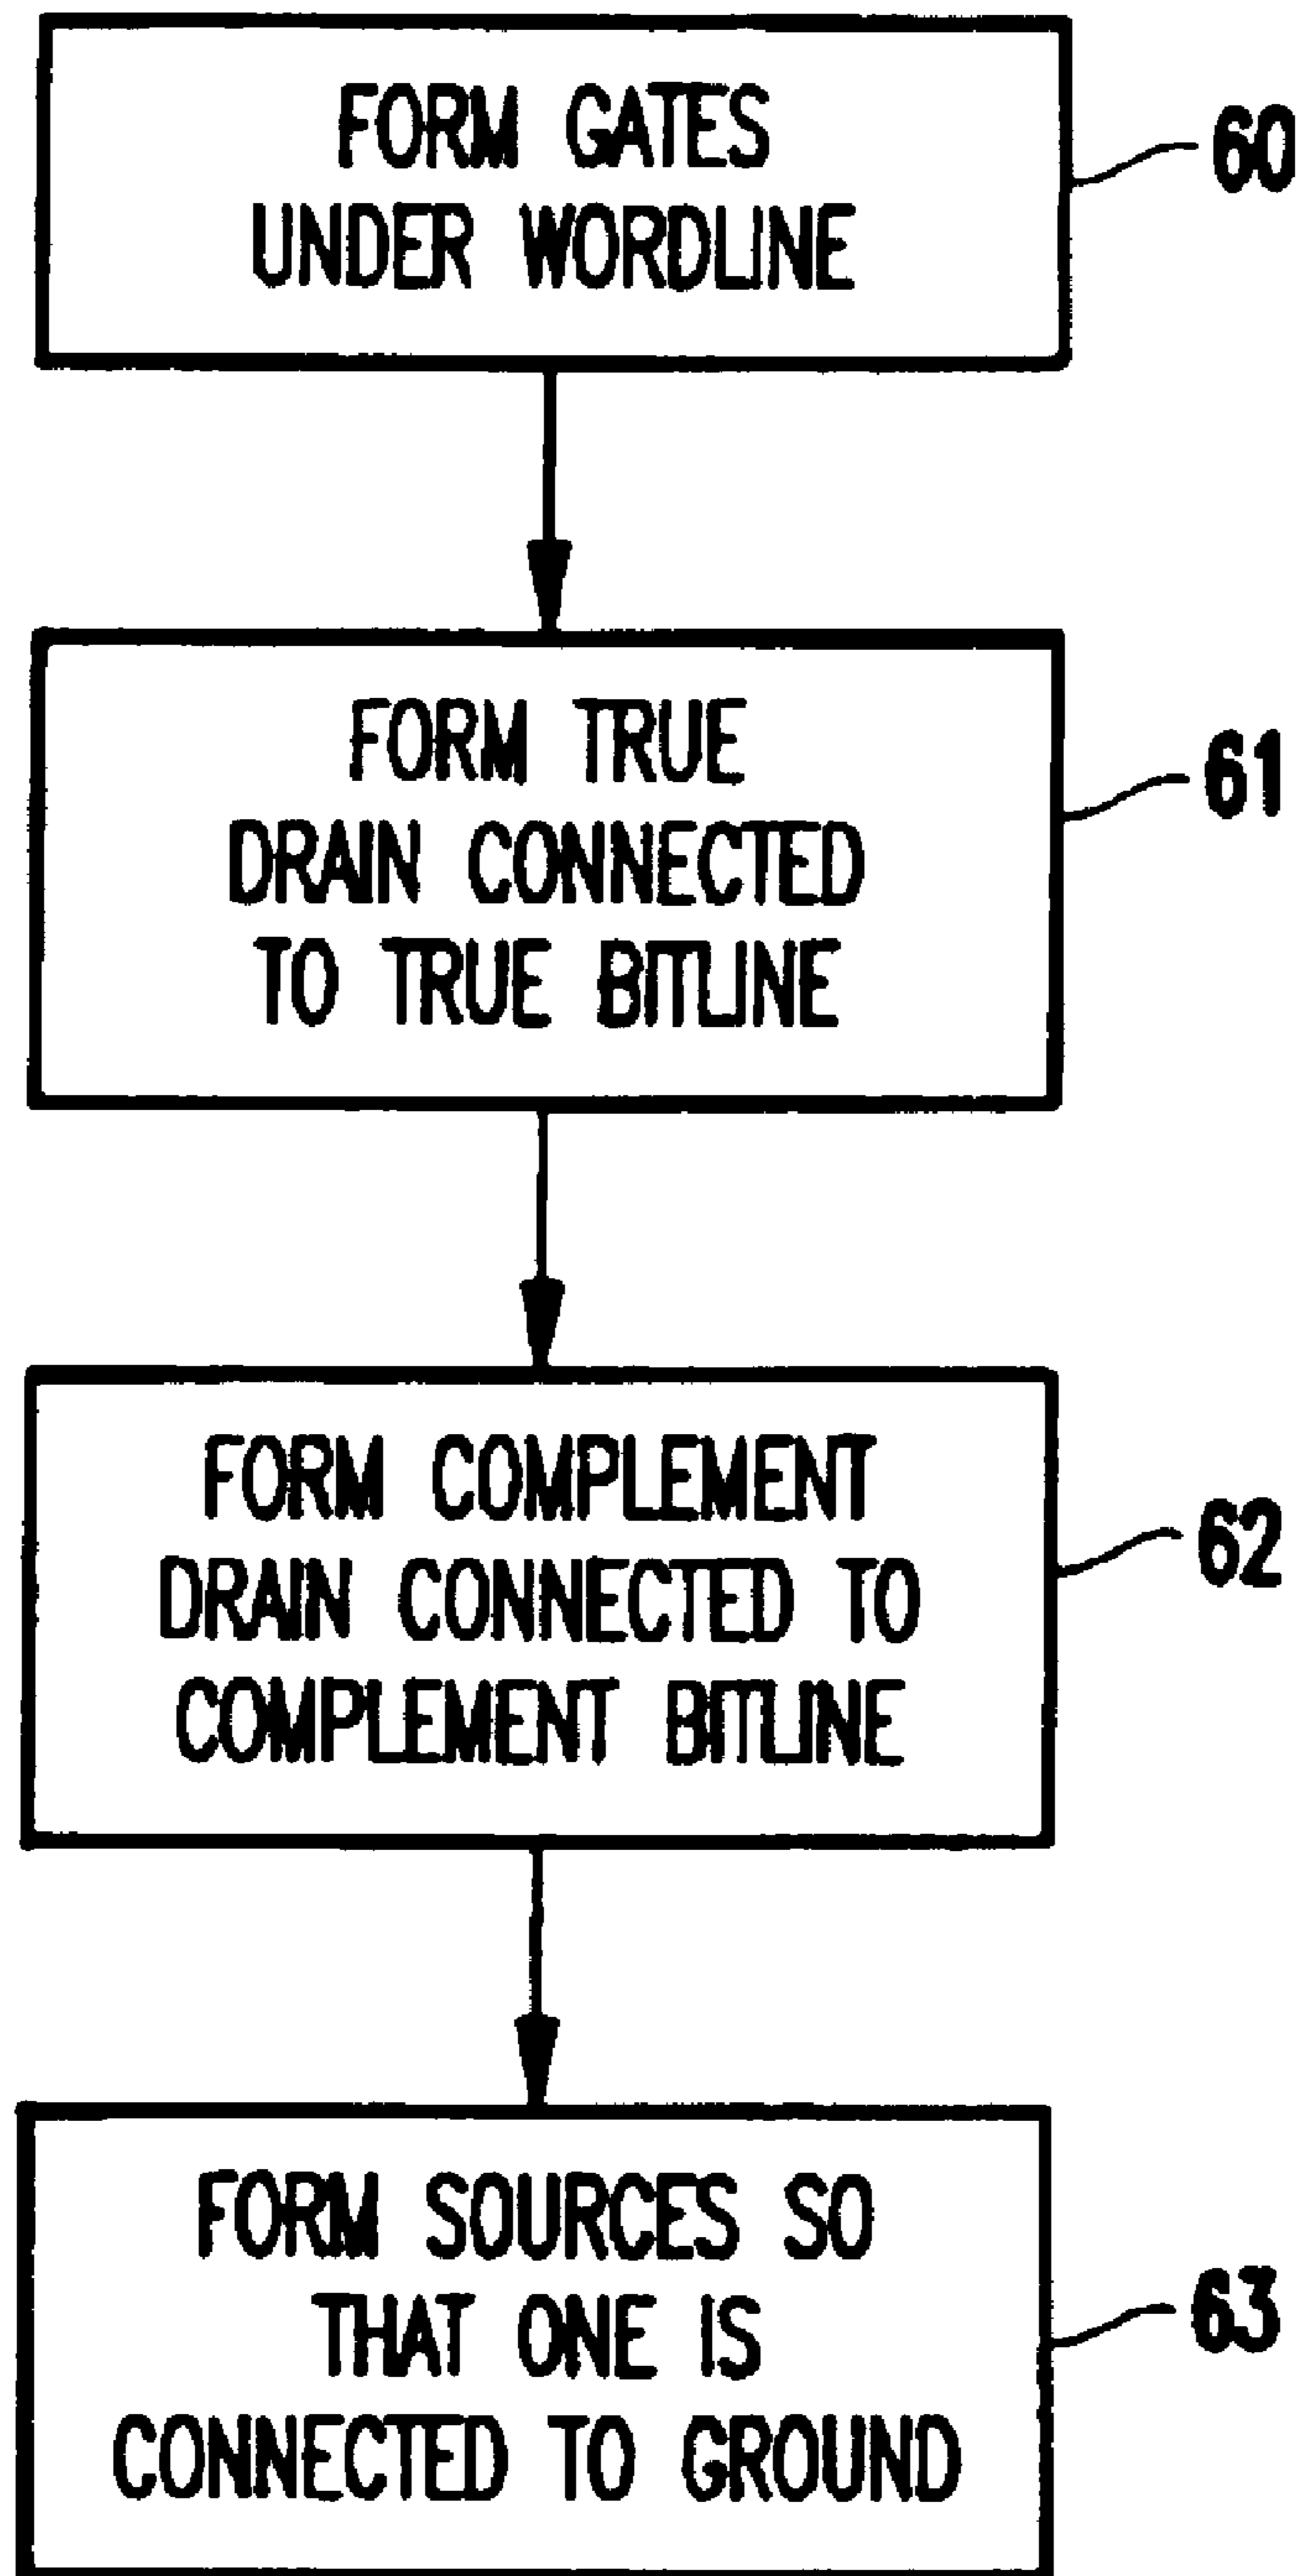 FORM GATES
UNDER WORDLINE
60
FORM TRUE
DRAIN CONNECTED
TO TRUE BITLINE
61
FORM COMPLEMENT
DRAIN CONNECTED TO
COMPLEMENT BITLINE
62
FORM SOURCES SO
THAT ONE IS
CONNECTED TO GROUND
63